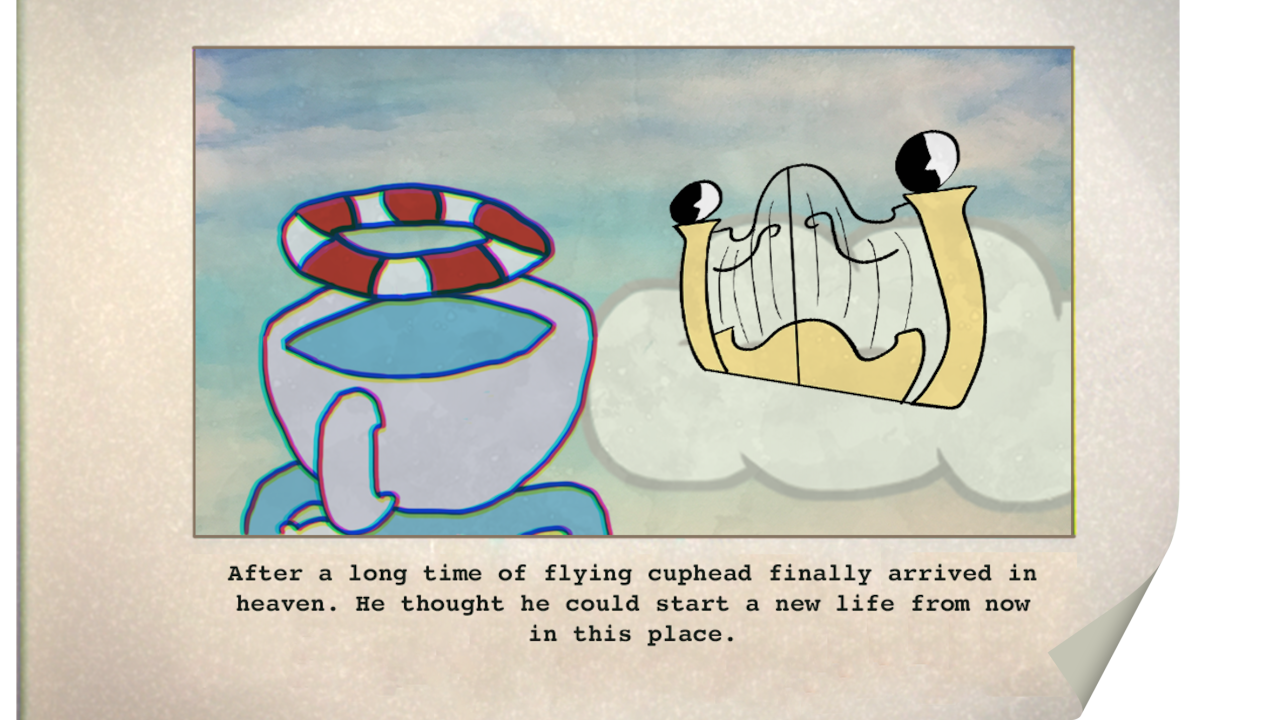 After a long time of flying cuphead finally arrived in
heaven. He thought he could start a new life from now
in this place.